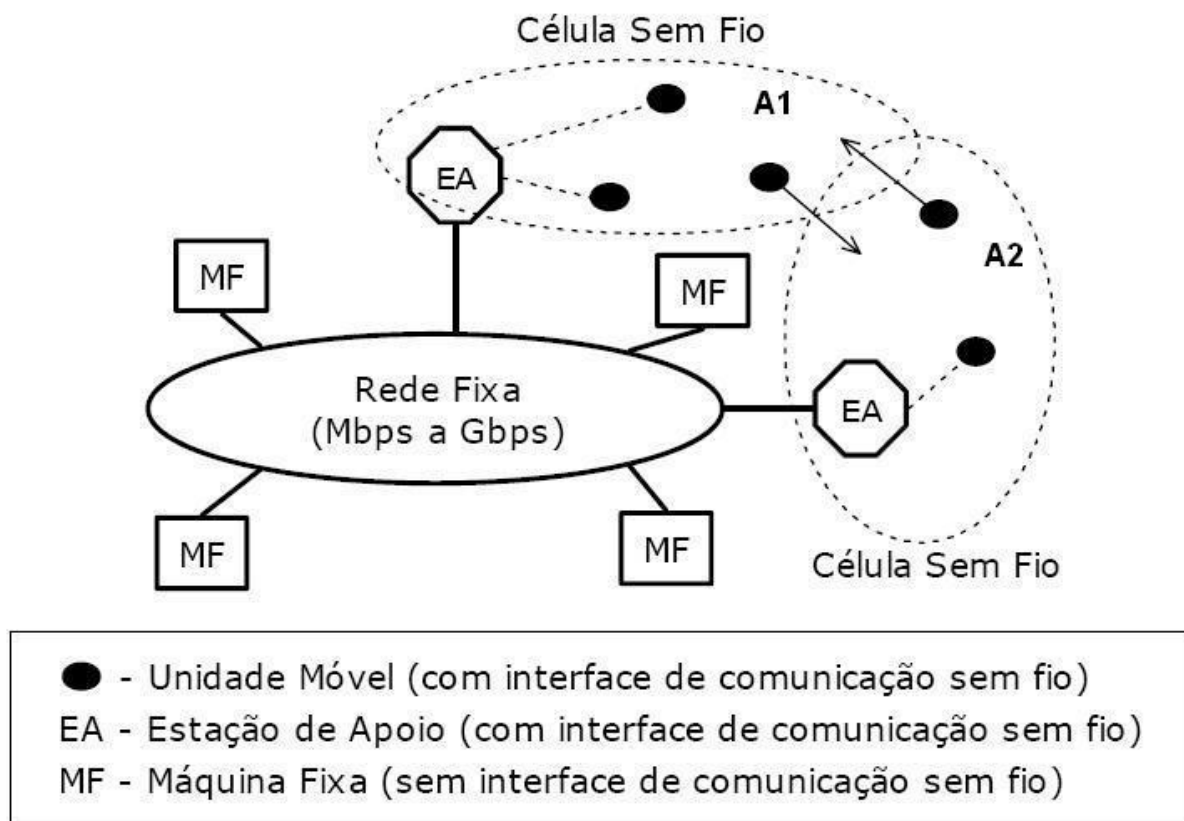 Célula Sem Fio
A1
EA
A2
MF
MF
Rede Fixa
(Mbps a Gbps)
EA
MF
MF
Célula Sem Fio
- Unidade Móvel (com interface de comunicação sem fio)
EA - Estação de Apoio (com interface de comunicação sem fio)
MF - Máquina Fixa (sem interface de comunicação sem fio)